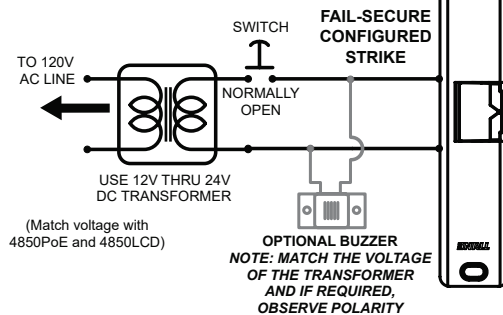 FAIL-SECURE
CONFIGURED
STRIKE
SWITCH
TO 120V
AC LINE
NORMALLY
OPEN
USE 12V THRU 24V
DC TRANSFORMER
(Match voltage with
4850PoE and 4850LCD)
OPTIONAL BUZZER
NOTE: MATCH THE VOLTAGE
OF THE TRANSFORMER
AND IF REQUIRED,
OBSERVE POLARITY